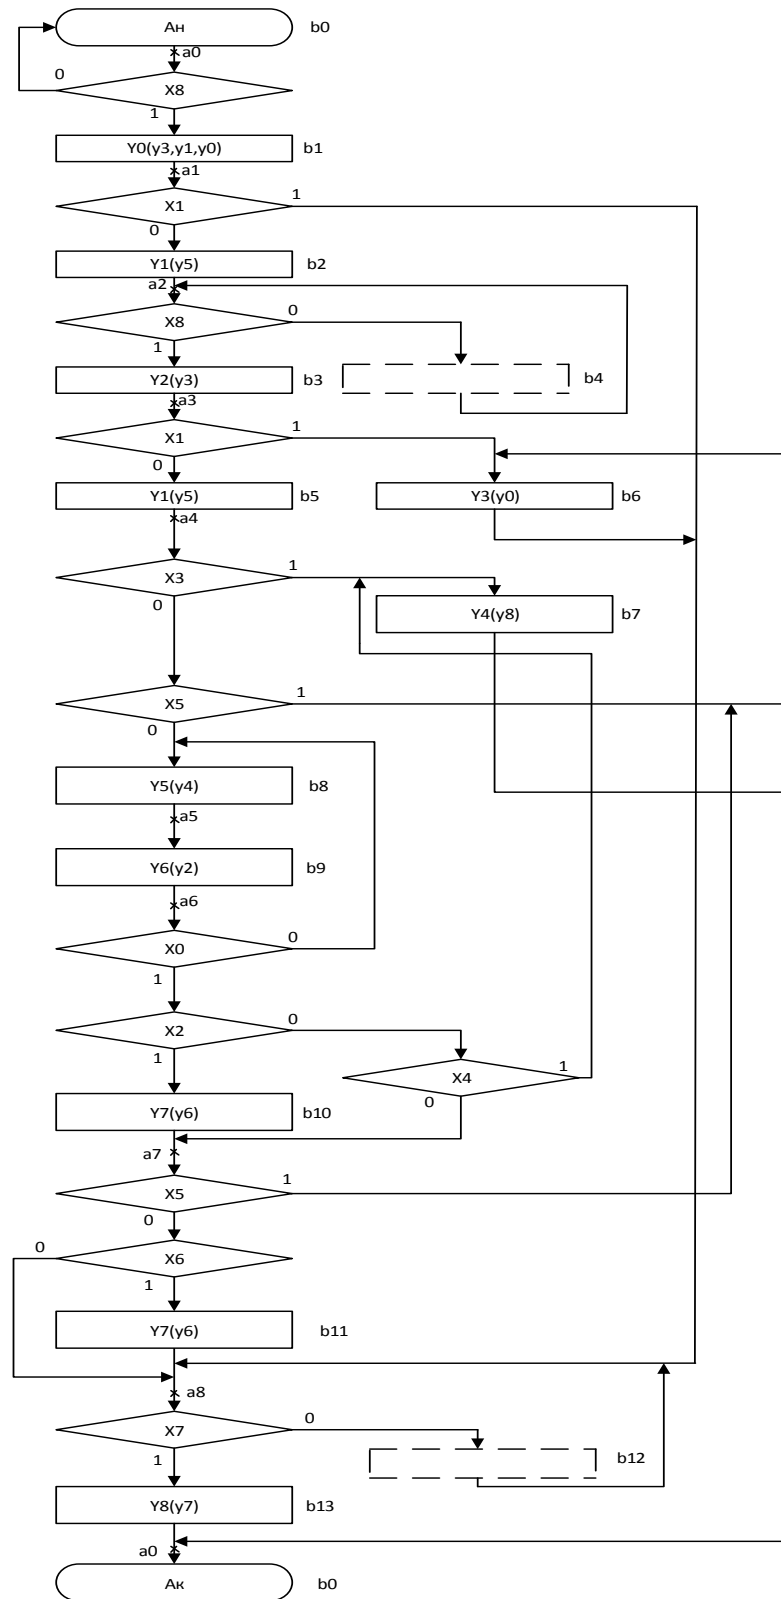 Ан b0
a0
0 X8
1
Y0(y3,y1,y0) b1
a1
X1 1
0
Y1(y5) b2
a2
X8 0
1
Y2(y3) b3 b4
a3
X1 1
0
Y1(y5) b5 Y3(y0) b6
a4
X3 1
0
Y4(y8) b7
X5 1
0
Y5(y4) b8
a5
Y6(y2) b9
a6
X0 0
1
X2 0
1
X4 1
0
Y7(y6) b10
a7
X5 1
0
0 X6
1
Y7(y6) b11
a8
X7 0
1
b12
Y8(y7) b13
a0
Ак b0